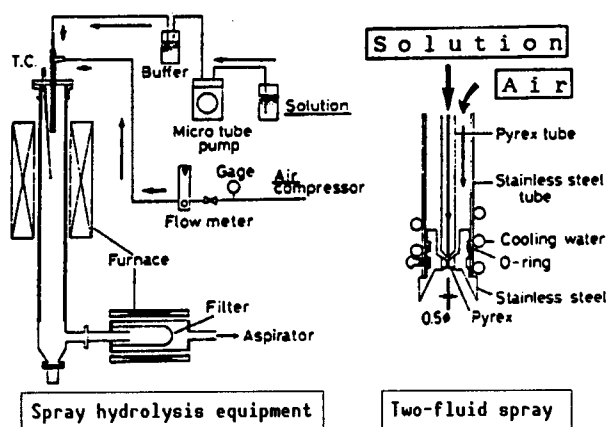 T.C.
Buffer
Solution
Micro tube
pump
Gage
Air
compressor
Flow meter
Furnace
Filter
Aspirator
Spray hydrolysis equipment
Solution
Air
Pyrex tube
Stainless steel
tube
Cooling water
O-ring
Stainless steel
0.5φ
Pyrex
Two-fluid spray